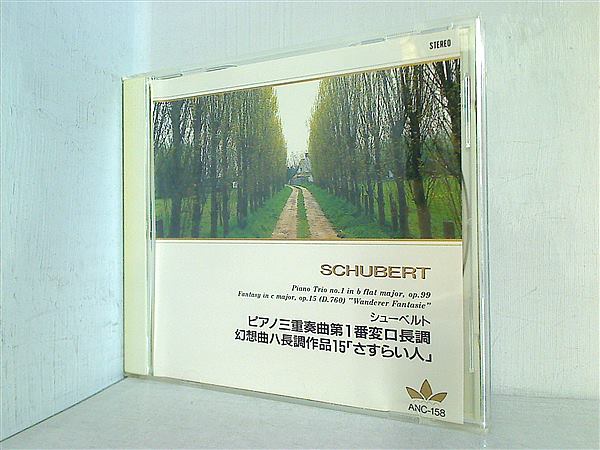 STEREO
SCHUBERT
Piano Trio no.1 in b flat major, op.99
Fantasy in c major, op.15 (D.760) "Wanderer Fantasie"
シューベルト
ピアノ三重奏曲第1番変ロ長調
幻想曲ハ長調作品15「さすらい人」
ANC-158